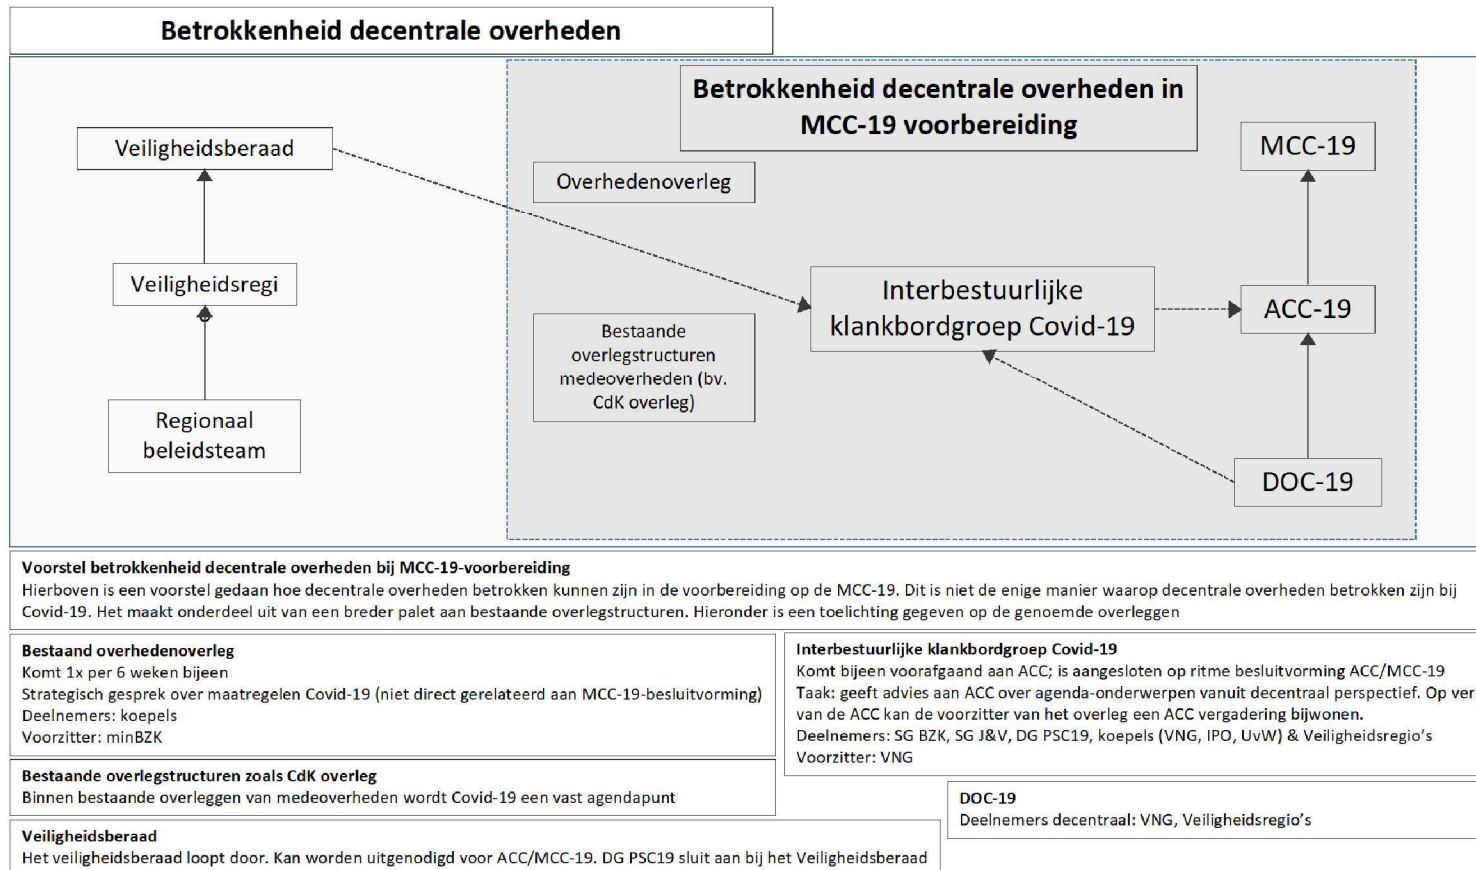 Betrokkenheid decentrale overheden
Betrokkenheid decentrale overheden in
MCC-19 voorbereiding
Veiligheidsberaad
MCC-19
Overhedenoverleg
Veiligheidsregi
Interbestuurlijke
klankbordgroep Covid-19
ACC-19
Bestaande
overlegstructuren
medeoverheden (bv.
CdK overleg)
Regionaal
beleidsteam
DOC-19
Voorstel betrokkenheid decentrale overheden bij MCC-19-voorbereiding
Hierboven is een voorstel gedaan hoe decentrale overheden betrokken kunnen zijn in de voorbereiding op de MCC-19. Dit is niet de enige manier waarop decentrale overheden betrokken zijn bij
Covid-19. Het maakt onderdeel uit van een breder palet aan bestaande overlegstructuren. Hieronder is een toelichting gegeven op de genoemde overleggen
Bestaand overhedenoverleg
Komt 1x per 6 weken bijeen
Strategisch gesprek over maatregelen Covid-19 (niet direct gerelateerd aan MCC-19-besluitvorming)
Deelnemers: koepels
Voorzitter: minBZK
Interbestuurlijke klankbordgroep Covid-19
Komt bijeen voorafgaand aan ACC; is aangesloten op ritme besluitvorming ACC/MCC-19
Taak: geeft advies aan ACC over agenda-onderwerpen vanuit decentraal perspectief. Op ver
van de ACC kan de voorzitter van het overleg een ACC vergadering bijwonen.
Deelnemers: SG BZK, SG J&V, DG PSC19, koepels (VNG, IPO, UvW) & Veiligheidsregio's
Voorzitter: VNG
Bestaande overlegstructuren zoals CdK overleg
Binnen bestaande overleggen van medeoverheden wordt Covid-19 een vast agendapunt
DOC-19
Deelnemers decentraal: VNG, Veiligheidsregio's
Veiligheidsberaad
Het veiligheidsberaad loopt door. Kan worden uitgenodigd voor ACC/MCC-19. DG PSC19 sluit aan bij het Veiligheidsberaad